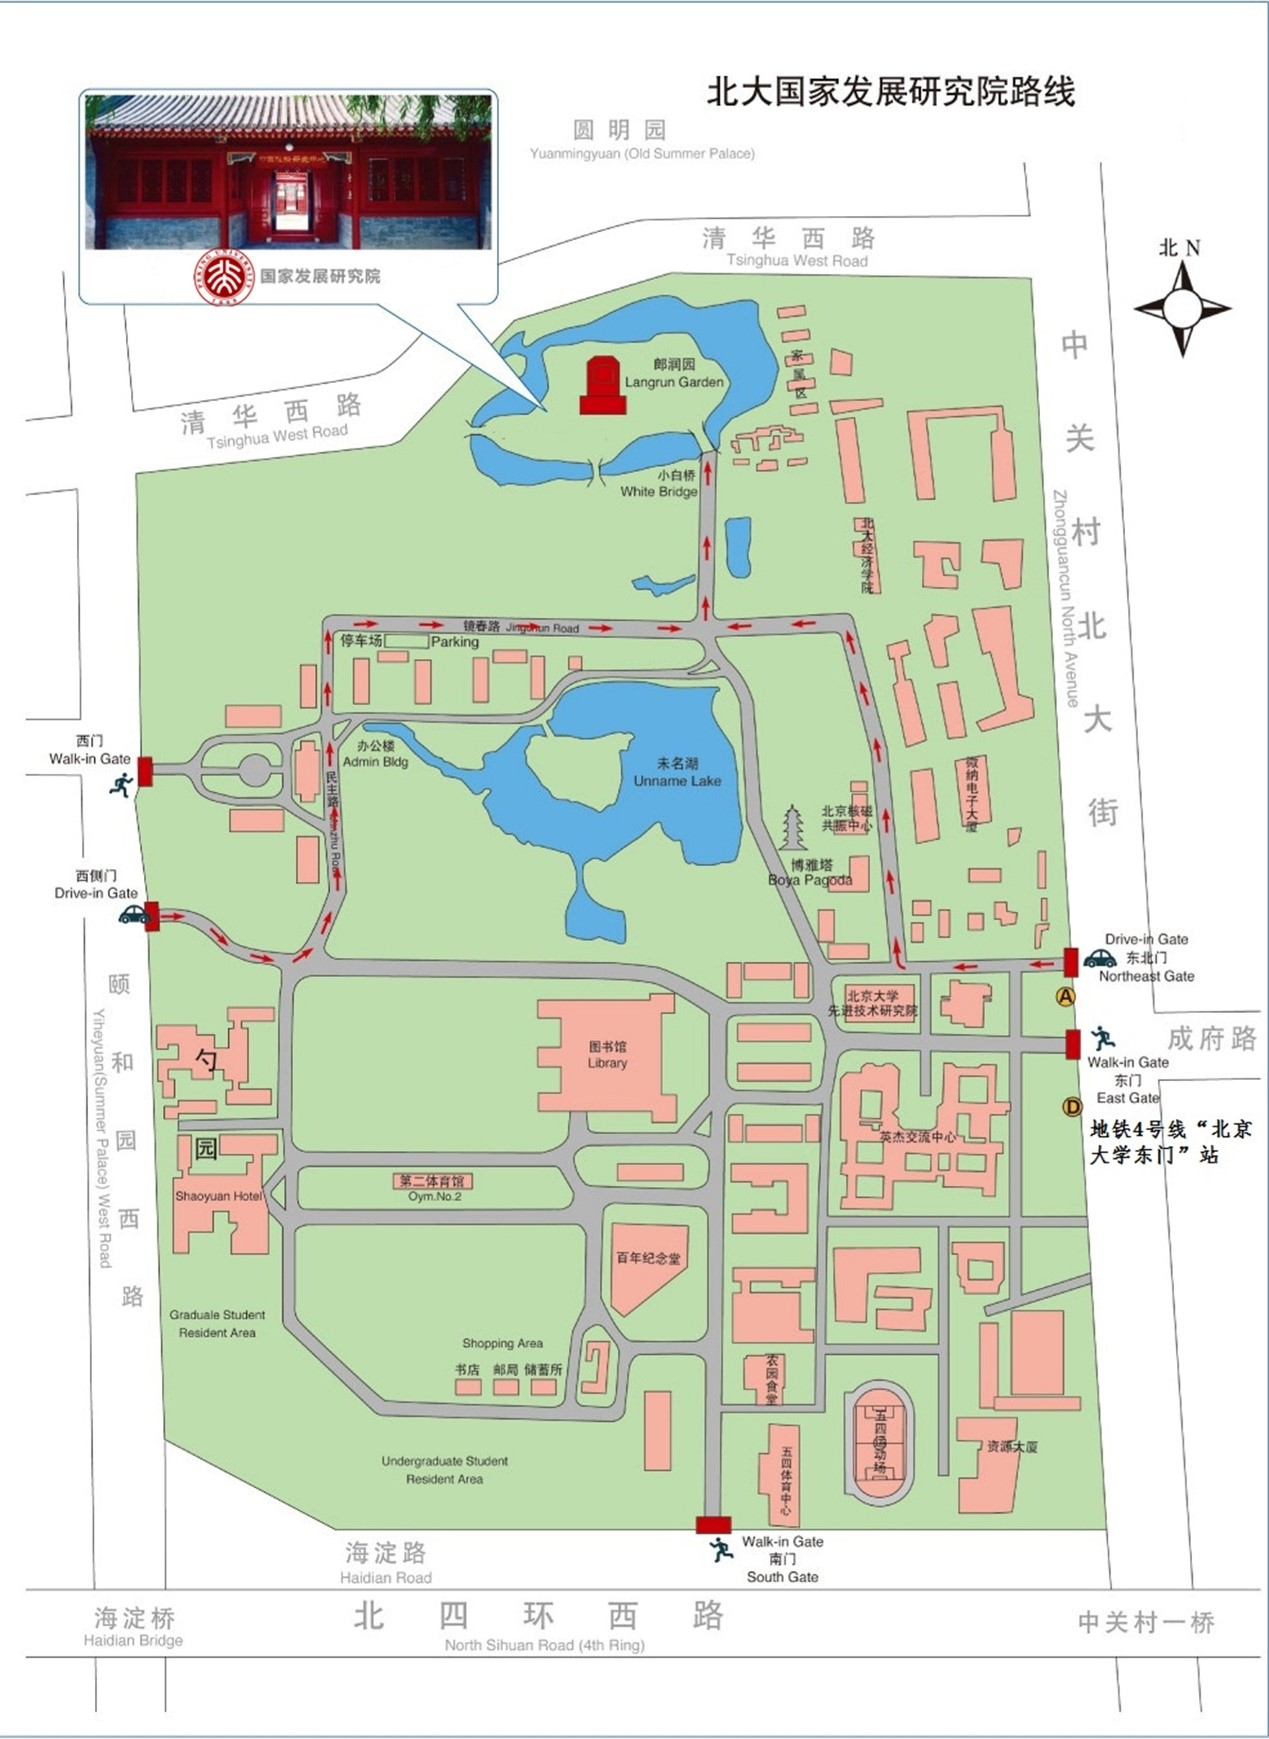 北大国家发展研究院路线
圆明园
Yuanmingyuan (Old Summer Palace)
清华西路
Tsinghua West Road
PEKING UNIVERSITY
1898
国家发展研究院
北 N
清华西路
Tsinghua West Road
郎润园
Langrun Garden
家属区
中关村北大街
Zhongguancun North Avenue
小白桥
White Bridge
北大经济学院
镜春路 Jingchun Road
停车场
Parking
西门
Walk-in Gate
办公楼
Admin Bldg
民主路
未名湖
Unname Lake
微纳电子大厦
北京核磁
共振中心
博雅塔
Boya Pagoda
西侧门
Drive-in Gate
Drive-in Gate
东北门
Northeast Gate
A
北京大学
先进技术研究院
成府路
Walk-in Gate
东门
East Gate
D
地铁4号线“北京
大学东门”站
颐和园西路
Yiheyuan(Summer Palace) West Road
勺
园
Shaoyuan Hotel
图书馆
Library
英杰交流中心
第二体育馆
Oym.No.2
百年纪念堂
Graduale Student
Resident Area
Shopping Area
书店 邮局 储蓄所
农园食堂
五四运动场
资源大厦
五四体育中心
Undergraduate Student
Resident Area
Walk-in Gate
南门
South Gate
海淀路
Haidian Road
海淀桥
Haidian Bridge
北四环西路
North Sihuan Road (4th Ring)
中关村一桥